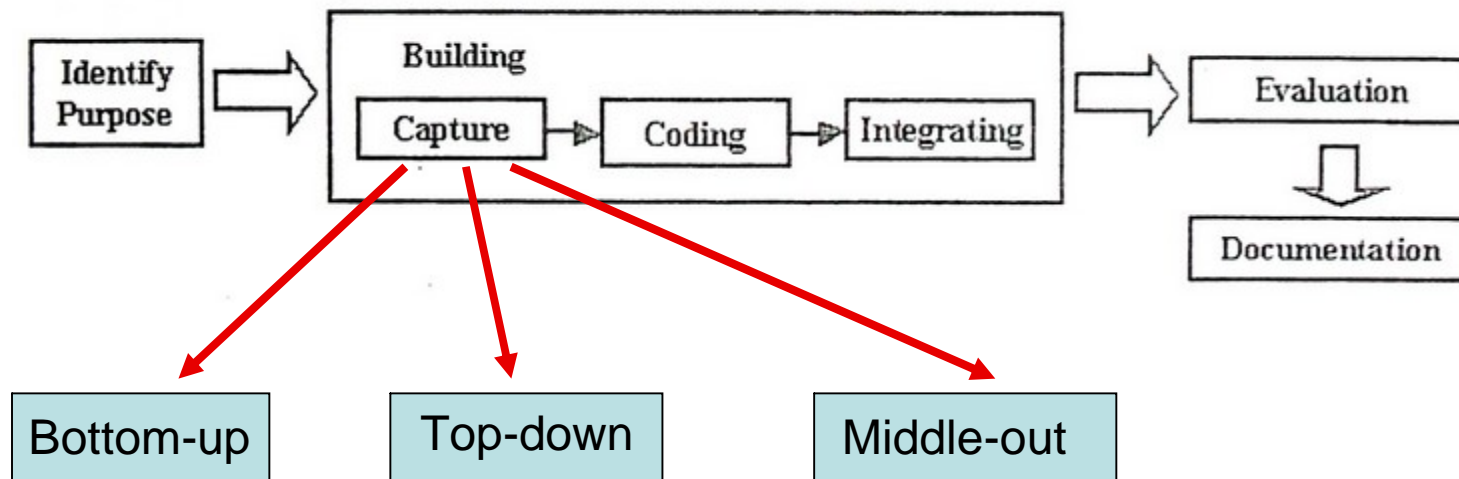 Identify
Purpose
Building
Capture
Coding
Integrating
Evaluation
Documentation
Bottom-up
Top-down
Middle-out